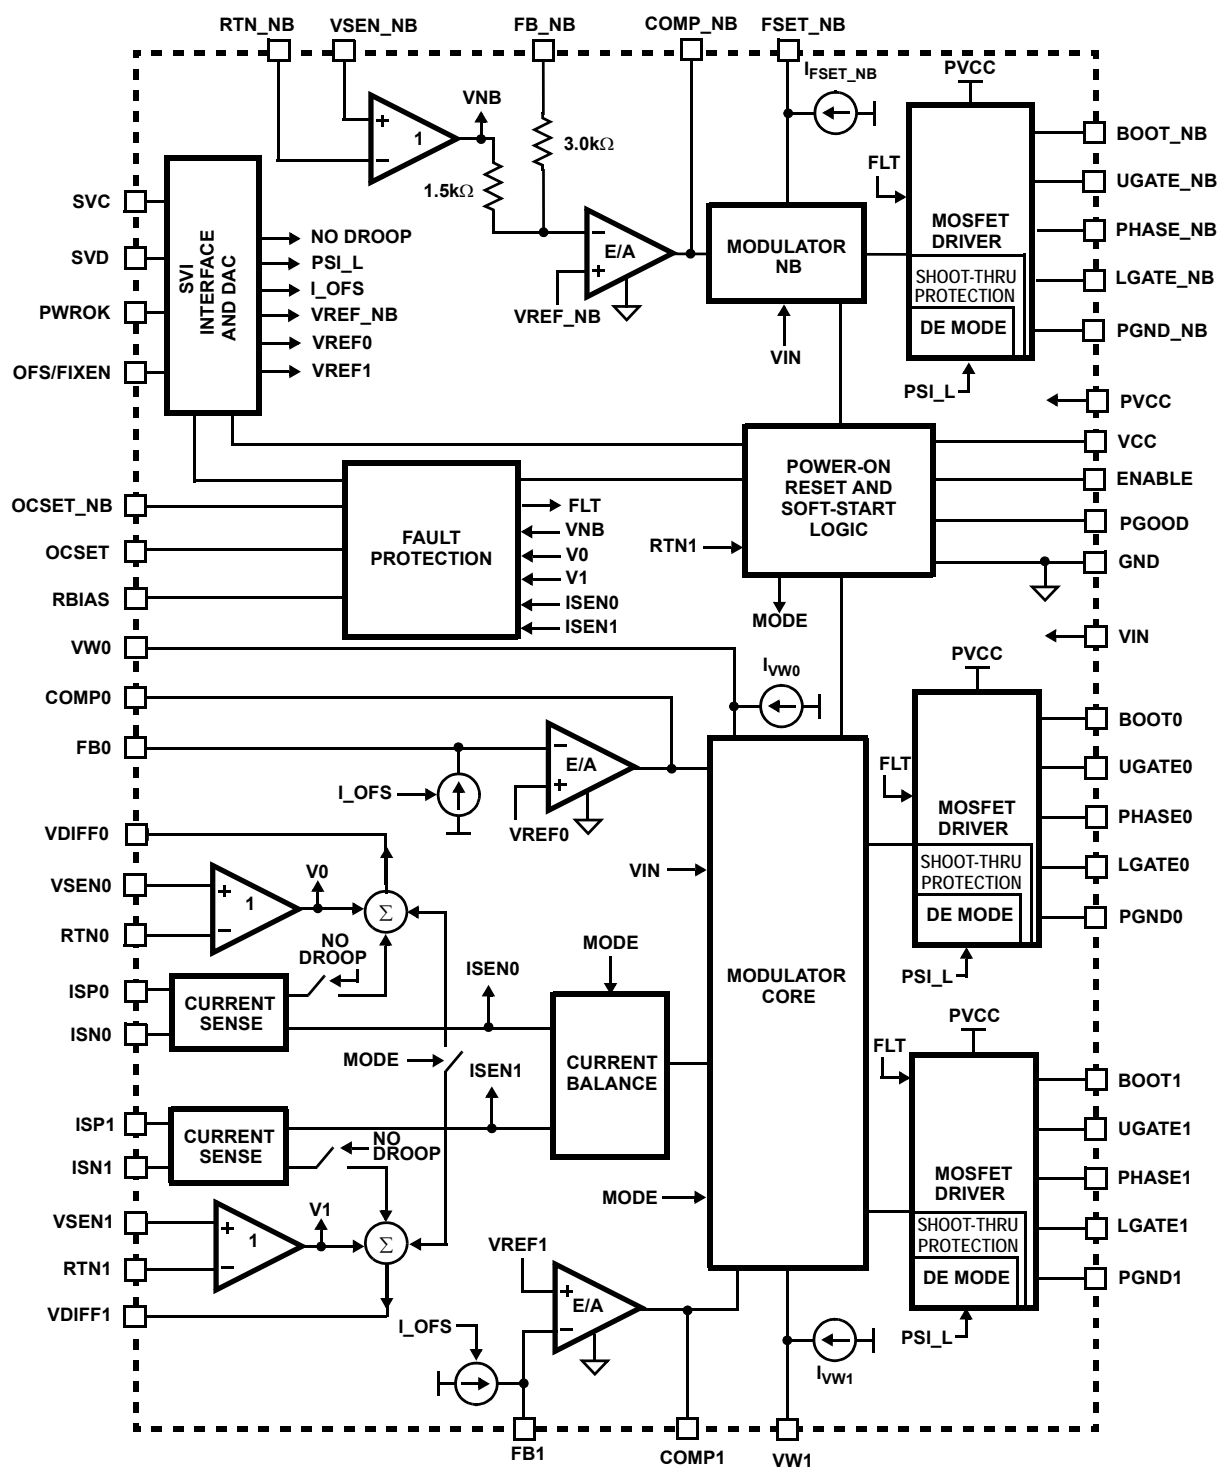 RTN_NB
VSEN_NB
FB_NB
COMP_NB
FSET_NB
IFSET_NB
PVCC
VNB
+
1
−
3.0kΩ
1.5kΩ
FLT
BOOT_NB
UGATE_NB
PHASE_NB
LGATE_NB
PGND_NB
MOSFET
DRIVER
SHOOT-THRU
PROTECTION
DE MODE
PSI_L
SVC
SVD
PWROK
OFS/FIXEN
SVI
INTERFACE
AND DAC
NO DROOP
PSI_L
I_OFS
VREF_NB
VREF0
VREF1
−
E/A
+
VREF_NB
MODULATOR
NB
VIN
PVCC
VCC
ENABLE
PGOOD
GND
VIN
POWER-ON
RESET AND
SOFT-START
LOGIC
RTN1
MODE
OCSET_NB
OCSET
RBIAS
FAULT
PROTECTION
FLT
VNB
V0
V1
ISEN0
ISEN1
VW0
COMP0
FB0
IVW0
−
E/A
+
VREF0
I_OFS
PVCC
FLT
BOOT0
UGATE0
PHASE0
LGATE0
PGND0
MOSFET
DRIVER
SHOOT-THRU
PROTECTION
DE MODE
PSI_L
VDIFF0
VSEN0
RTN0
+
1
−
V0
Σ
NO
DROOP
ISP0
ISN0
CURRENT
SENSE
ISEN0
MODE
VIN
MODULATOR
CORE
CURRENT
BALANCE
MODE
ISEN1
ISP1
ISN1
CURRENT
SENSE
NO
DROOP
MODE
PVCC
FLT
BOOT1
UGATE1
PHASE1
LGATE1
PGND1
MOSFET
DRIVER
SHOOT-THRU
PROTECTION
DE MODE
PSI_L
VSEN1
RTN1
VDIFF1
+
1
−
V1
Σ
VREF1
+
E/A
−
I_OFS
IVW1
FB1
COMP1
VW1